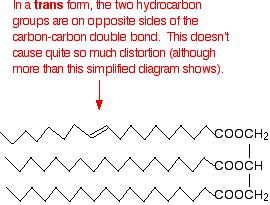 In a trans form, the two hydrocarbon
groups are on opposite sides of the
carbon-carbon double bond. This doesn't
cause quite so much distortion (although
more than this simplified diagram shows).
COOCH2
COOCH
COOCH2